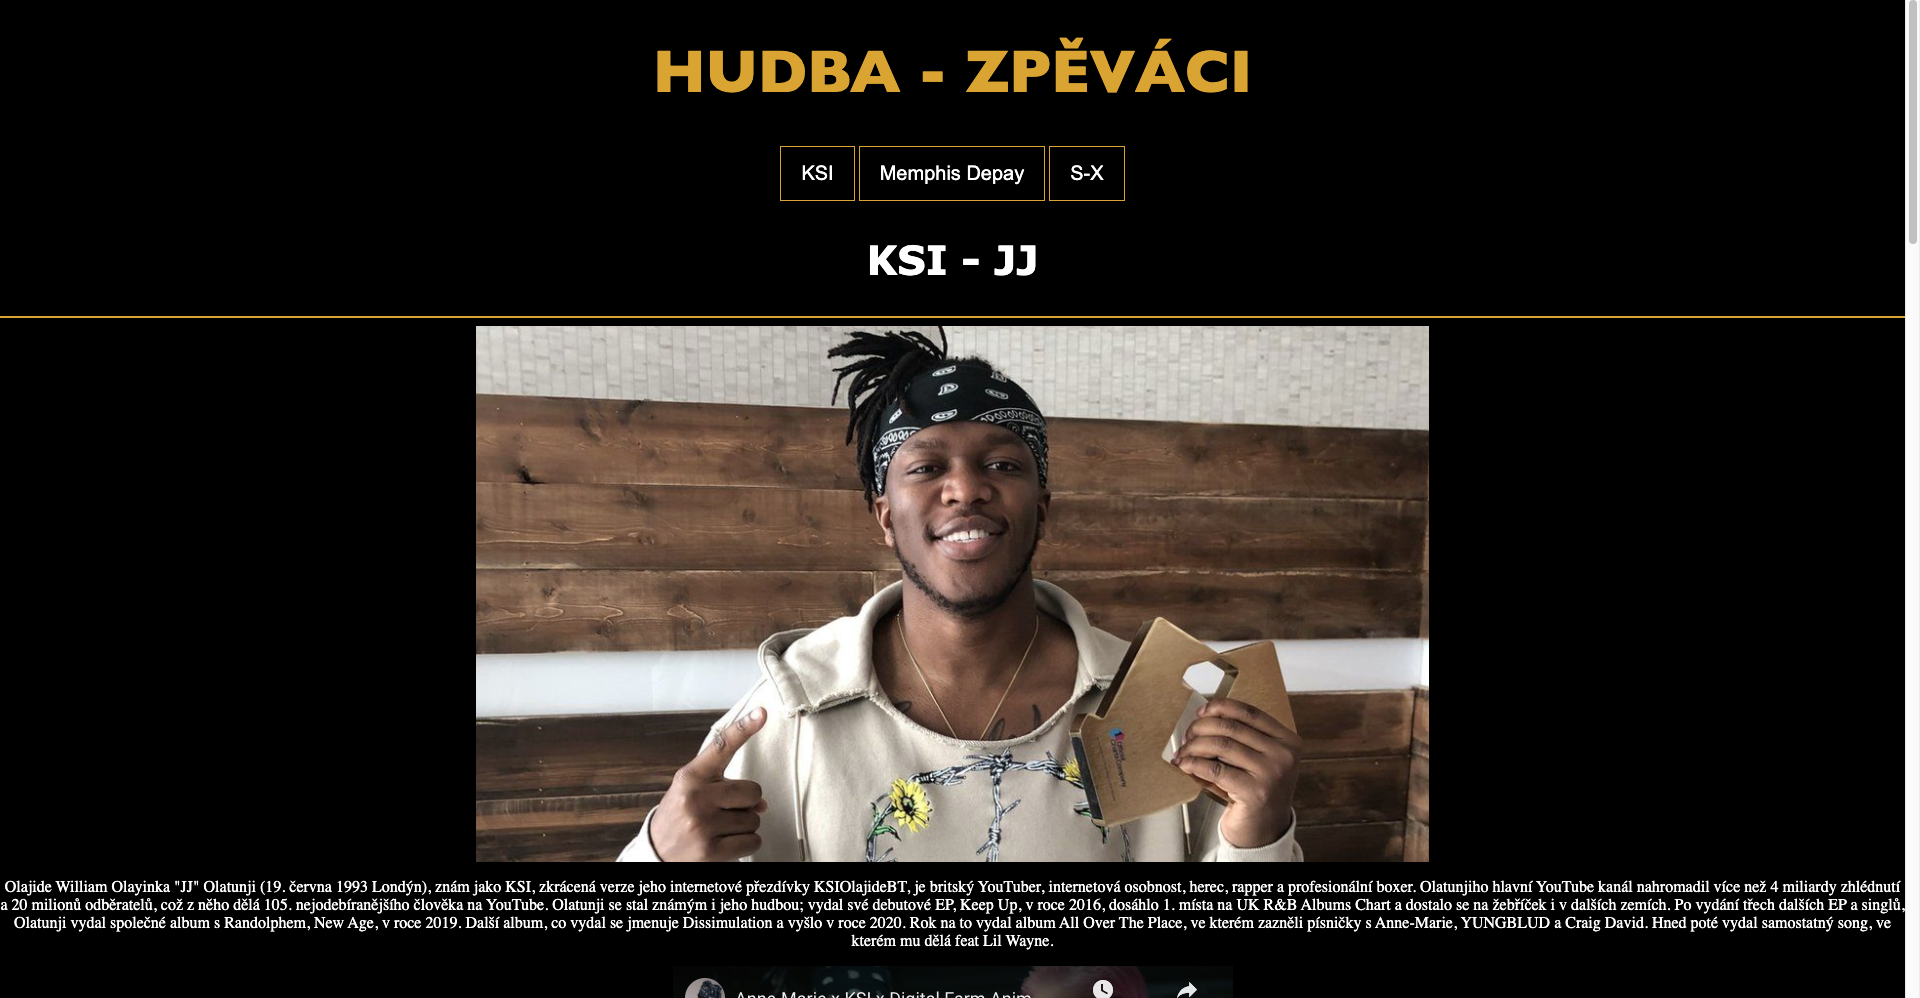 HUDBA - ZPĚVÁCI
KSI
Memphis Depay
S-X
KSI - JJ
Olajide William Olayinka "JJ" Olatunji (19. června 1993 Londýn), znám jako KSI, zkrácená verze jeho internetové přezdívky KSIOlajideBT, je britský YouTuber, internetová osobnost, herec, rapper a profesionální boxer. Olatunjiho hlavní YouTube kanál nahromadil více než 4 miliardy zhlédnutí
a 20 milionů odběratelů, což z něho dělá 105. nejodebíranějšího člověka na YouTube. Olatunji se stal známým i jeho hudbou; vydal své debutové EP, Keep Up, v roce 2016, dosáhlo 1. místa na UK R&B Albums Chart a dostalo se na žebříček i v dalších zemích. Po vydání třech dalších EP a singlů,
Olatunji vydal společné album s Randolphem, New Age, v roce 2019. Další album, co vydal se jmenuje Dissimulation a vyšlo v roce 2020. Rok na to vydal album All Over The Place, ve kterém zazněli písničky s Anne-Marie, YUNGBLUD a Craig David. Hned poté vydal samostatný song, ve
kterém mu dělá feat Lil Wayne.
Anne-Marie x KSI x Digital Farm Anim...